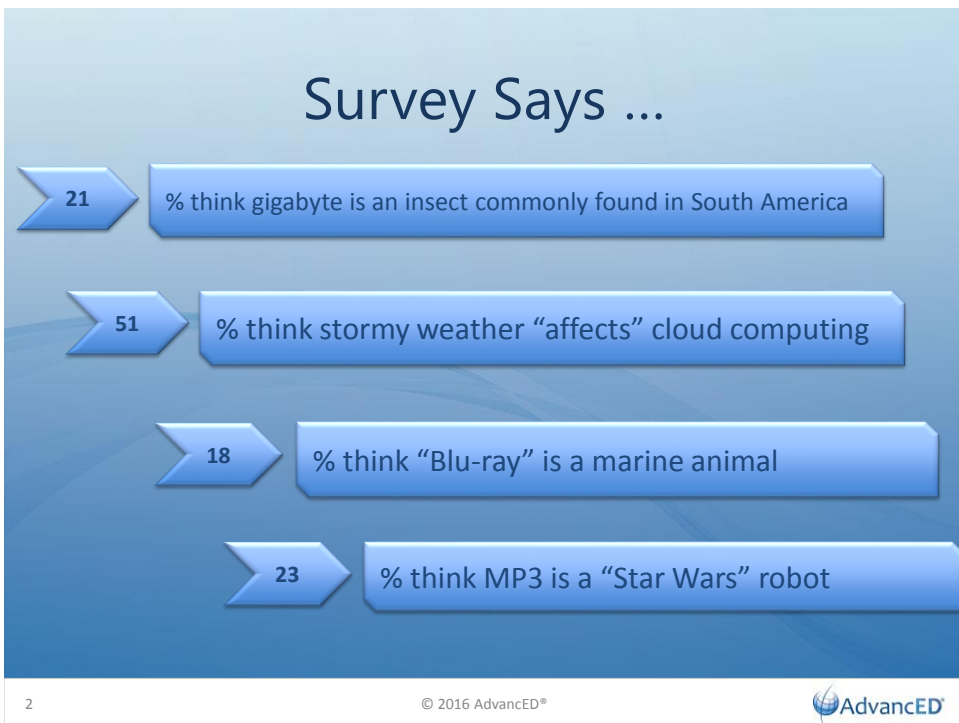 Survey Says ...
21
% think gigabyte is an insect commonly found in South America
51
% think stormy weather “affects” cloud computing
18
% think “Blu-ray” is a marine animal
23
% think MP3 is a “Star Wars” robot
2
© 2016 AdvancED®
AdvancED®